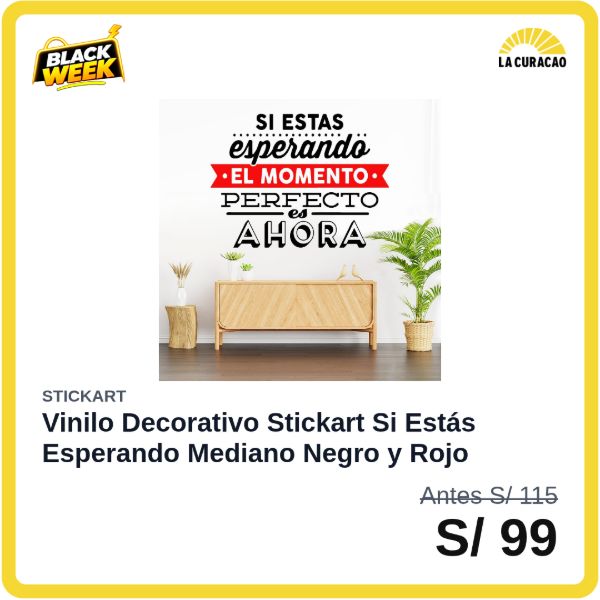 BLACK
WEEK
LA CURACAO
SI ESTAS
esperando
EL MOMENTO
PERFECTO
es
AHORA
STICKART
Vinilo Decorativo Stickart Si Estás
Esperando Mediano Negro y Rojo
Antes S/ 115
S/ 99